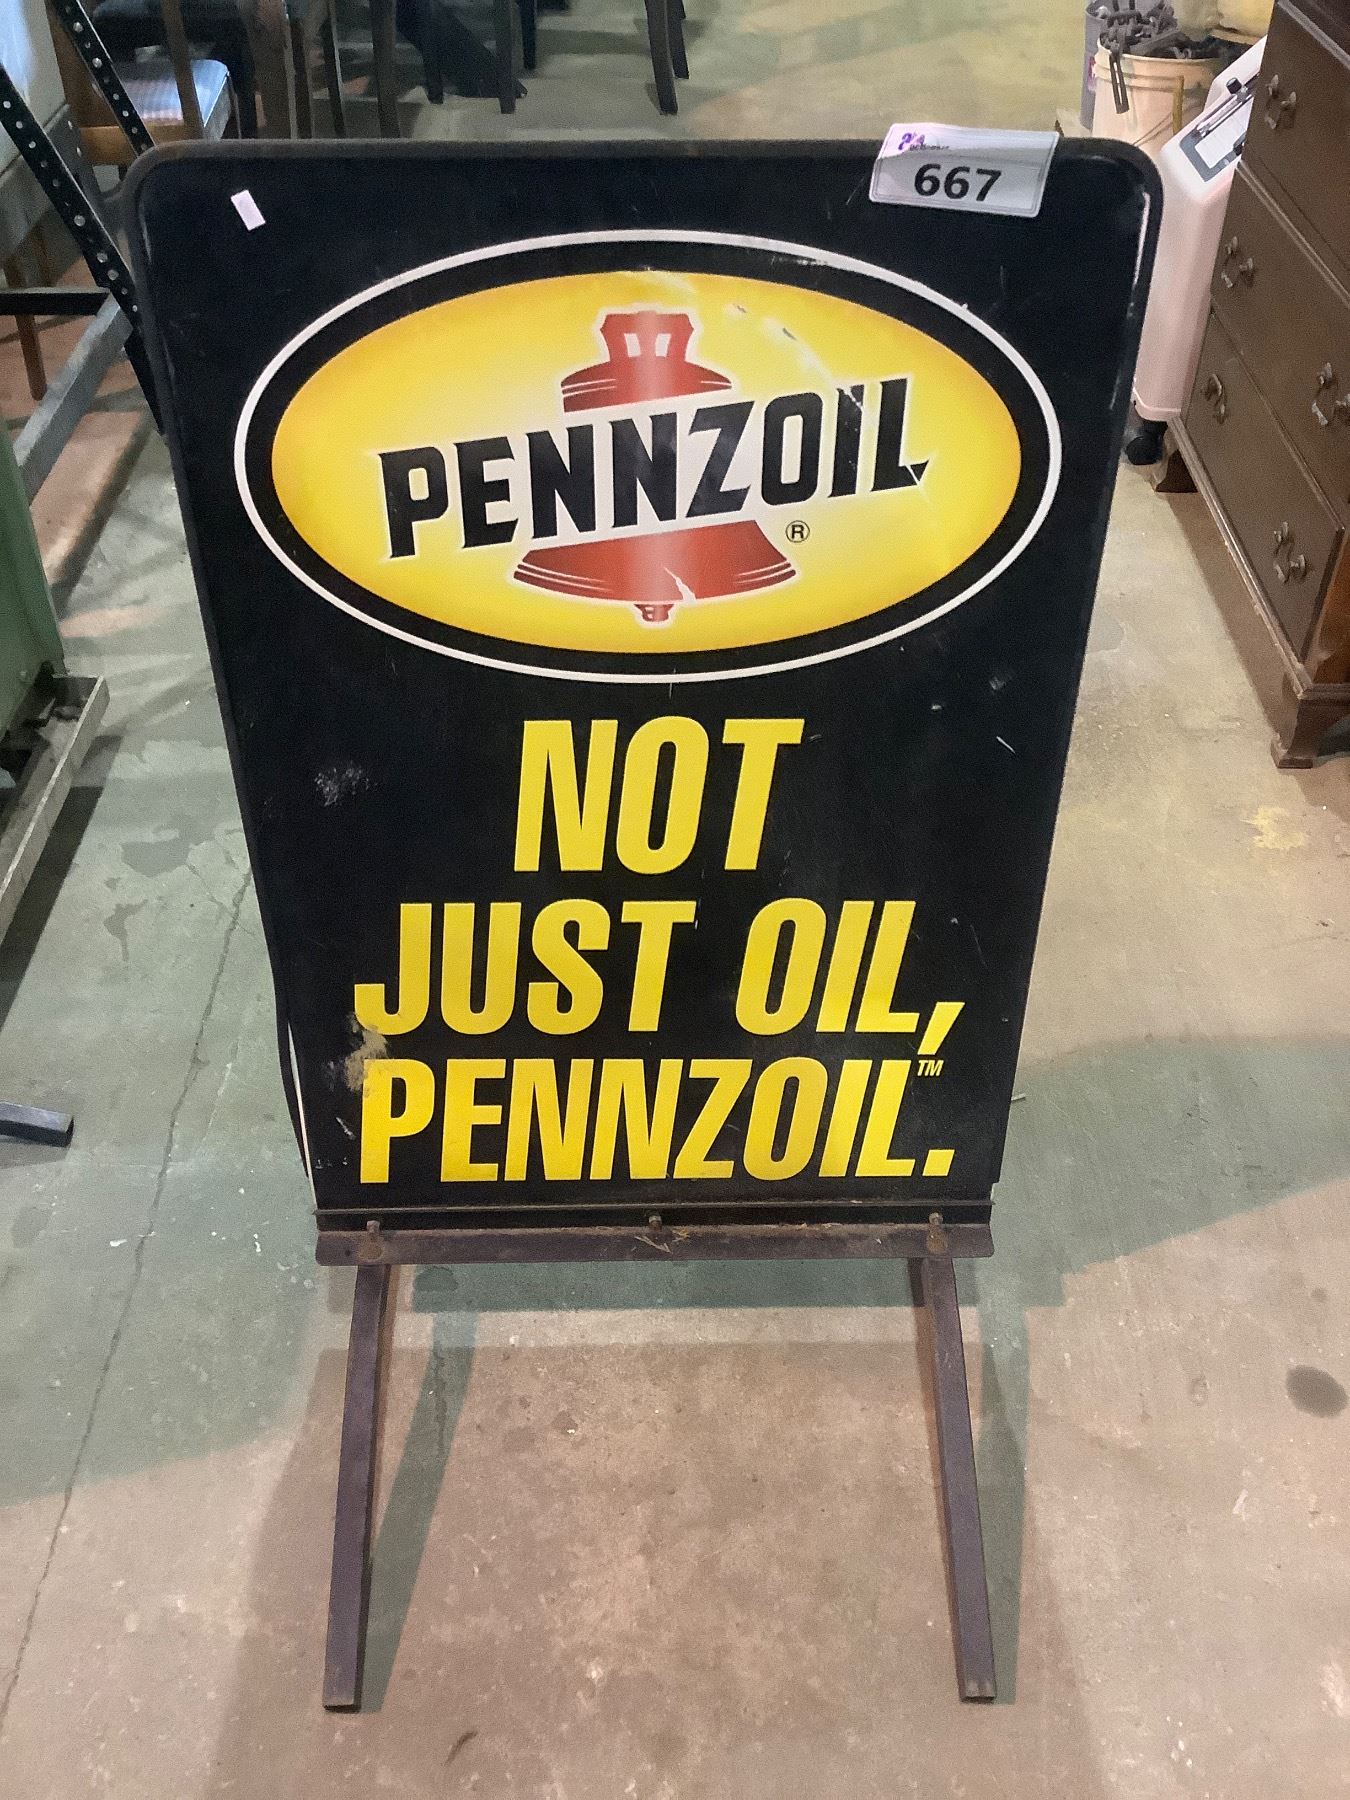 667
PENNZOIL
®
NOT
JUST OIL,
PENNZOIL.™